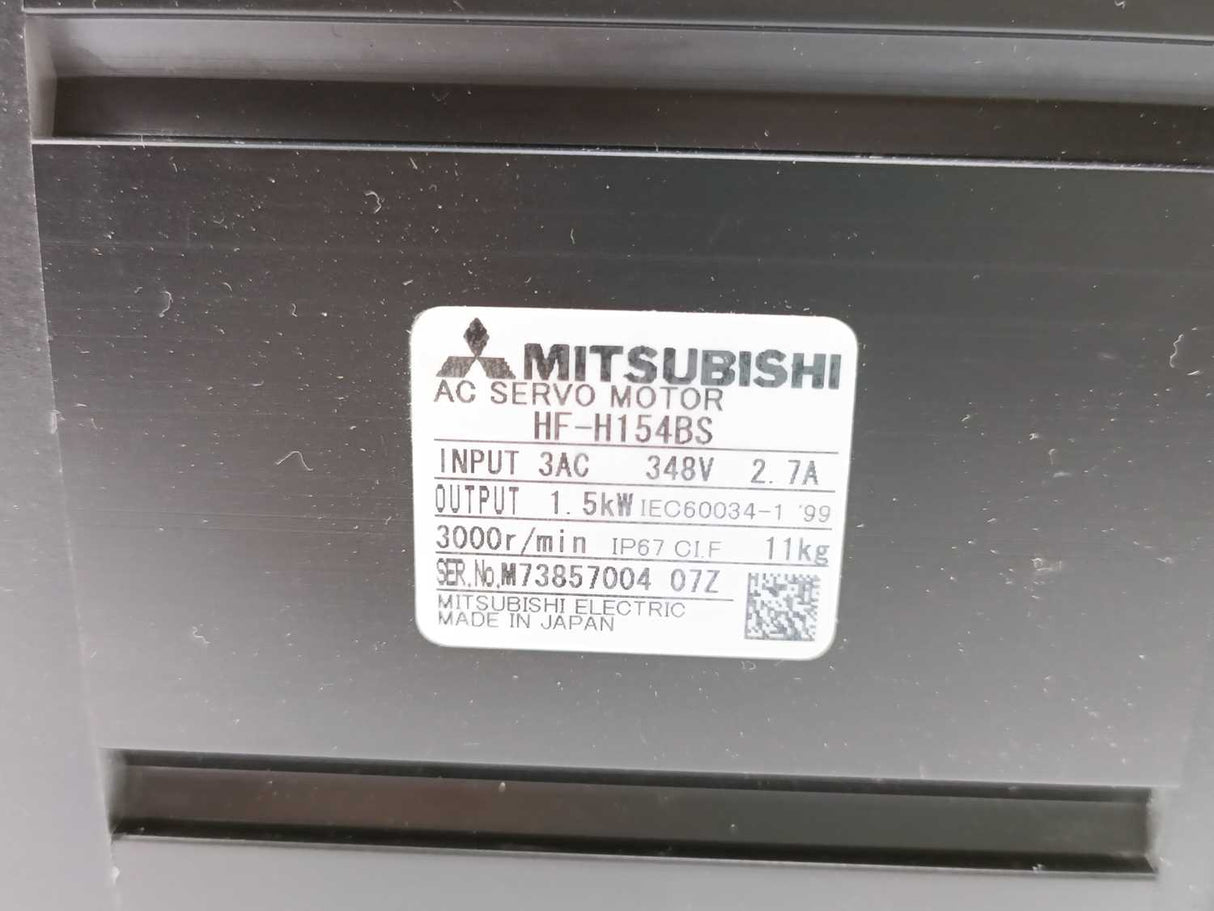 MITSUBISHI
AC SERVO MOTOR
HF-H154BS
INPUT 3AC 348V 2.7A
OUTPUT 1.5kW IEC60034-1 '99
3000r/min IP67 CI.F 11kg
SER.No.M73857004 07Z
MITSUBISHI ELECTRIC
MADE IN JAPAN